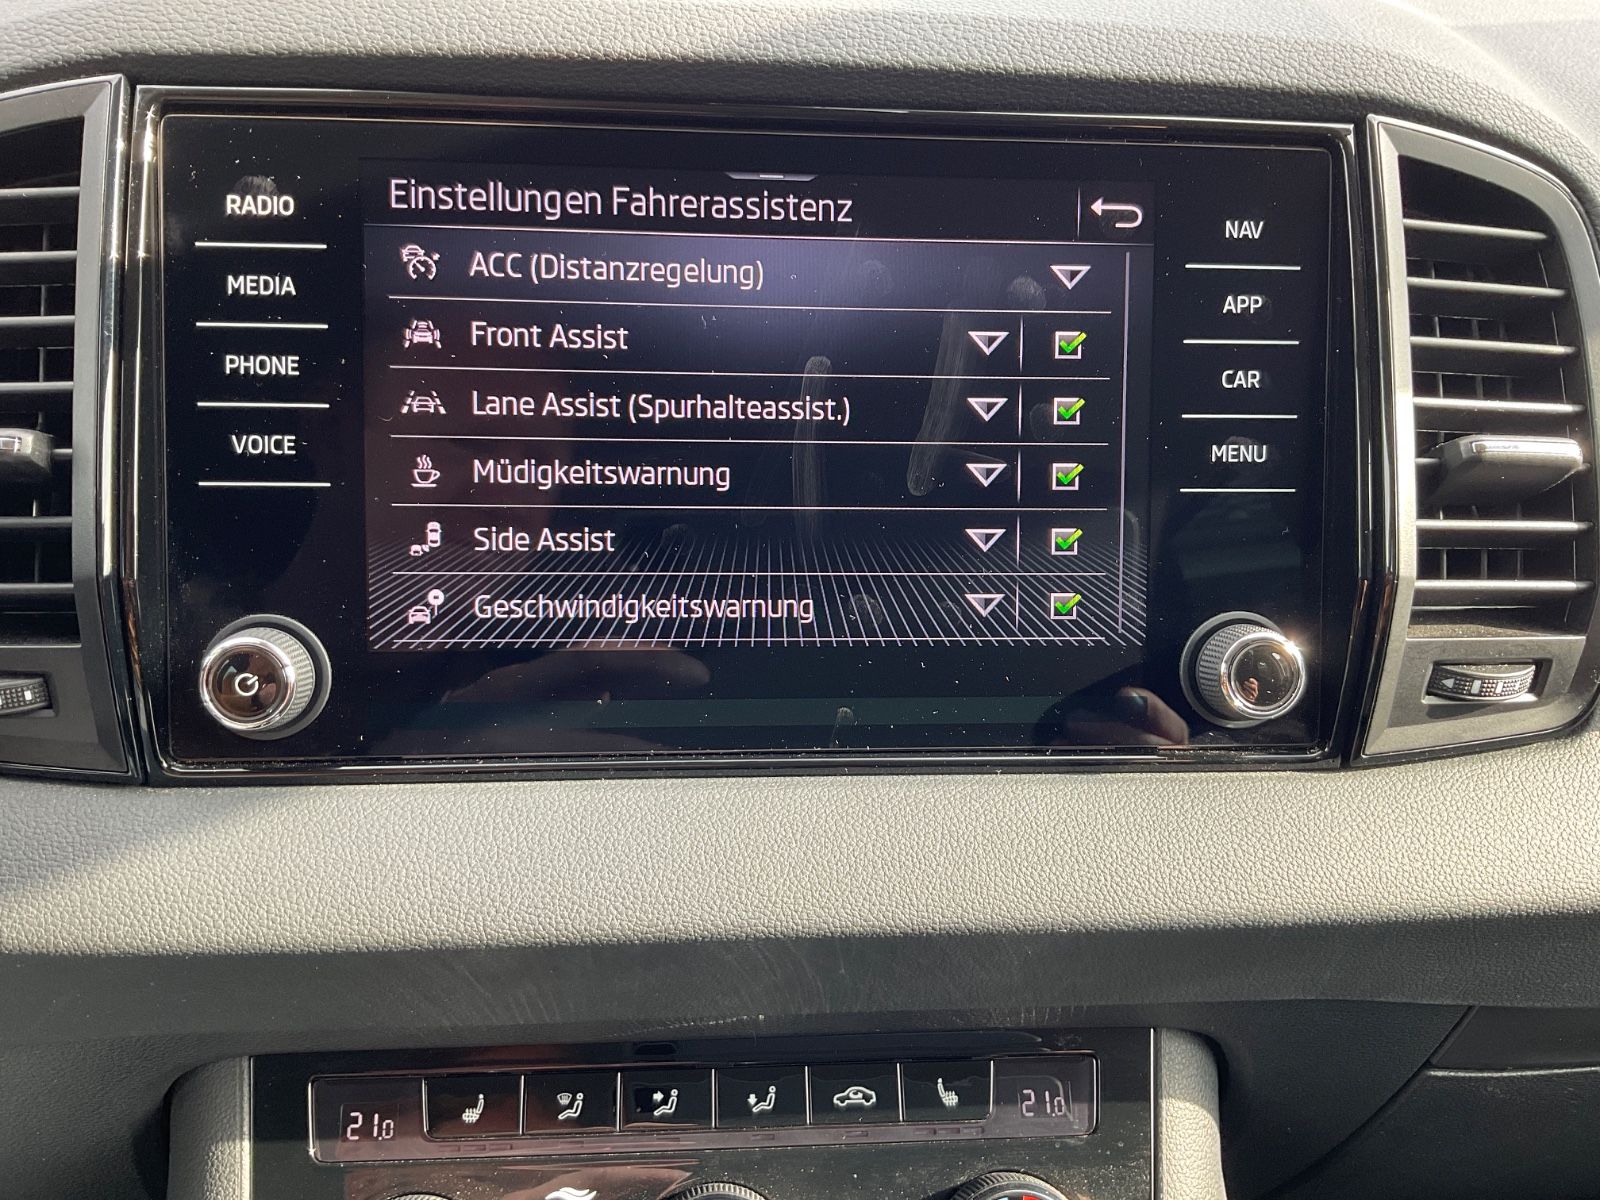 Einstellungen Fahrerassistenz
RADIO
MEDIA
PHONE
VOICE
ACC (Distanzregelung)
Front Assist
Lane Assist (Spurhalteassist.)
Müdigkeitswarnung
Side Assist
Geschwindigkeitswarnung
NAV
APP
CAR
MENU
21.0
21.0